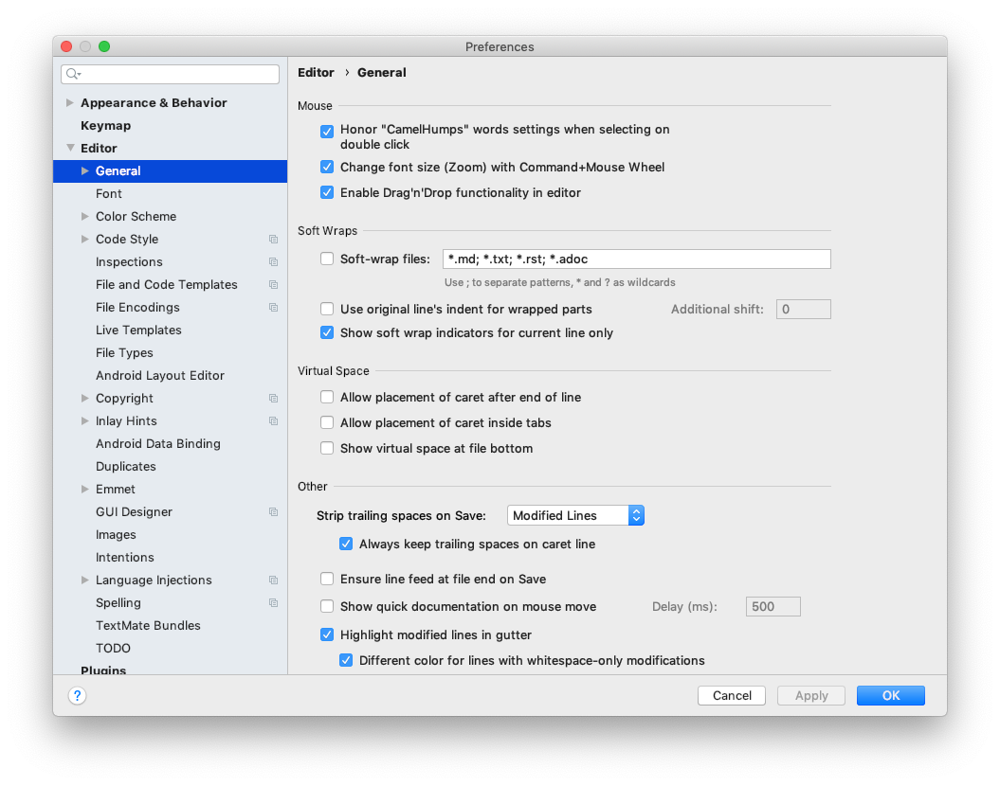 Preferences
Appearance & Behavior
Keymap
Editor
General
Font
Color Scheme
Code Style
Inspections
File and Code Templates
File Encodings
Live Templates
File Types
Android Layout Editor
Copyright
Inlay Hints
Android Data Binding
Duplicates
Emmet
GUI Designer
Images
Intentions
Language Injections
Spelling
TextMate Bundles
TODO
Plugins
Editor › General
Mouse
Honor "CamelHumps" words settings when selecting on
double click
Change font size (Zoom) with Command+Mouse Wheel
Enable Drag'n'Drop functionality in editor
Soft Wraps
Soft-wrap files: *.md; *.txt; *.rst; *.adoc
Use ; to separate patterns, * and ? as wildcards
Use original line's indent for wrapped parts Additional shift: 0
Show soft wrap indicators for current line only
Virtual Space
Allow placement of caret after end of line
Allow placement of caret inside tabs
Show virtual space at file bottom
Other
Strip trailing spaces on Save: Modified Lines
Always keep trailing spaces on caret line
Ensure line feed at file end on Save
Show quick documentation on mouse move Delay (ms): 500
Highlight modified lines in gutter
Different color for lines with whitespace-only modifications
? Cancel Apply OK